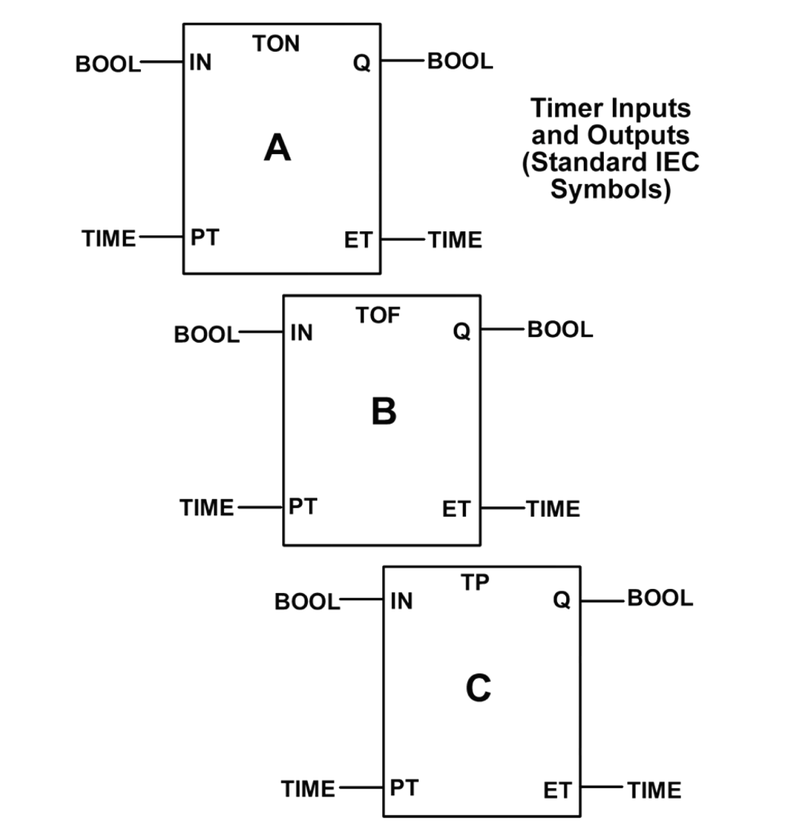 TON
BOOL IN Q BOOL
A
TIME PT ET TIME
Timer Inputs
and Outputs
(Standard IEC
Symbols)
TOF
BOOL IN Q BOOL
B
TIME PT ET TIME
TP
BOOL IN Q BOOL
C
TIME PT ET TIME